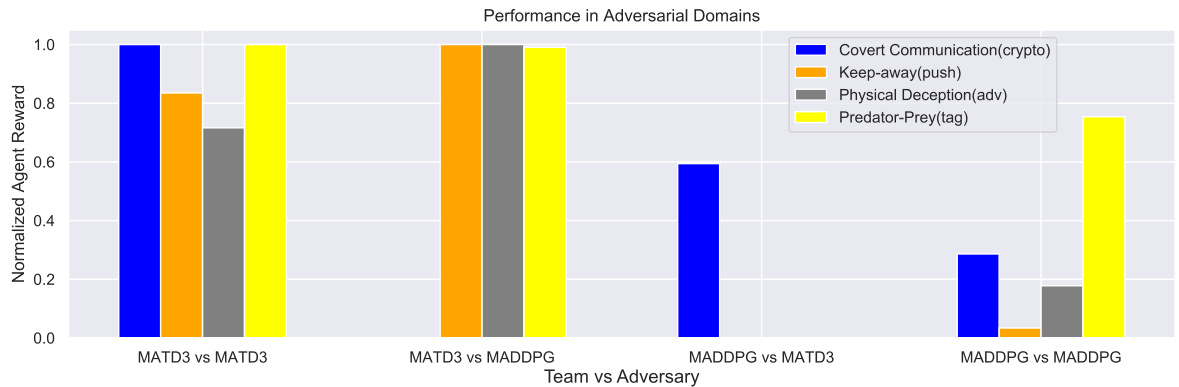 Performance in Adversarial Domains
Normalized Agent Reward
1.0
0.8
0.6
0.4
0.2
0.0
Covert Communication(crypto)
Keep-away(push)
Physical Deception(adv)
Predator-Prey(tag)
MATD3 vs MATD3
MATD3 vs MADDPG
MADDPG vs MATD3
MADDPG vs MADDPG
Team vs Adversary